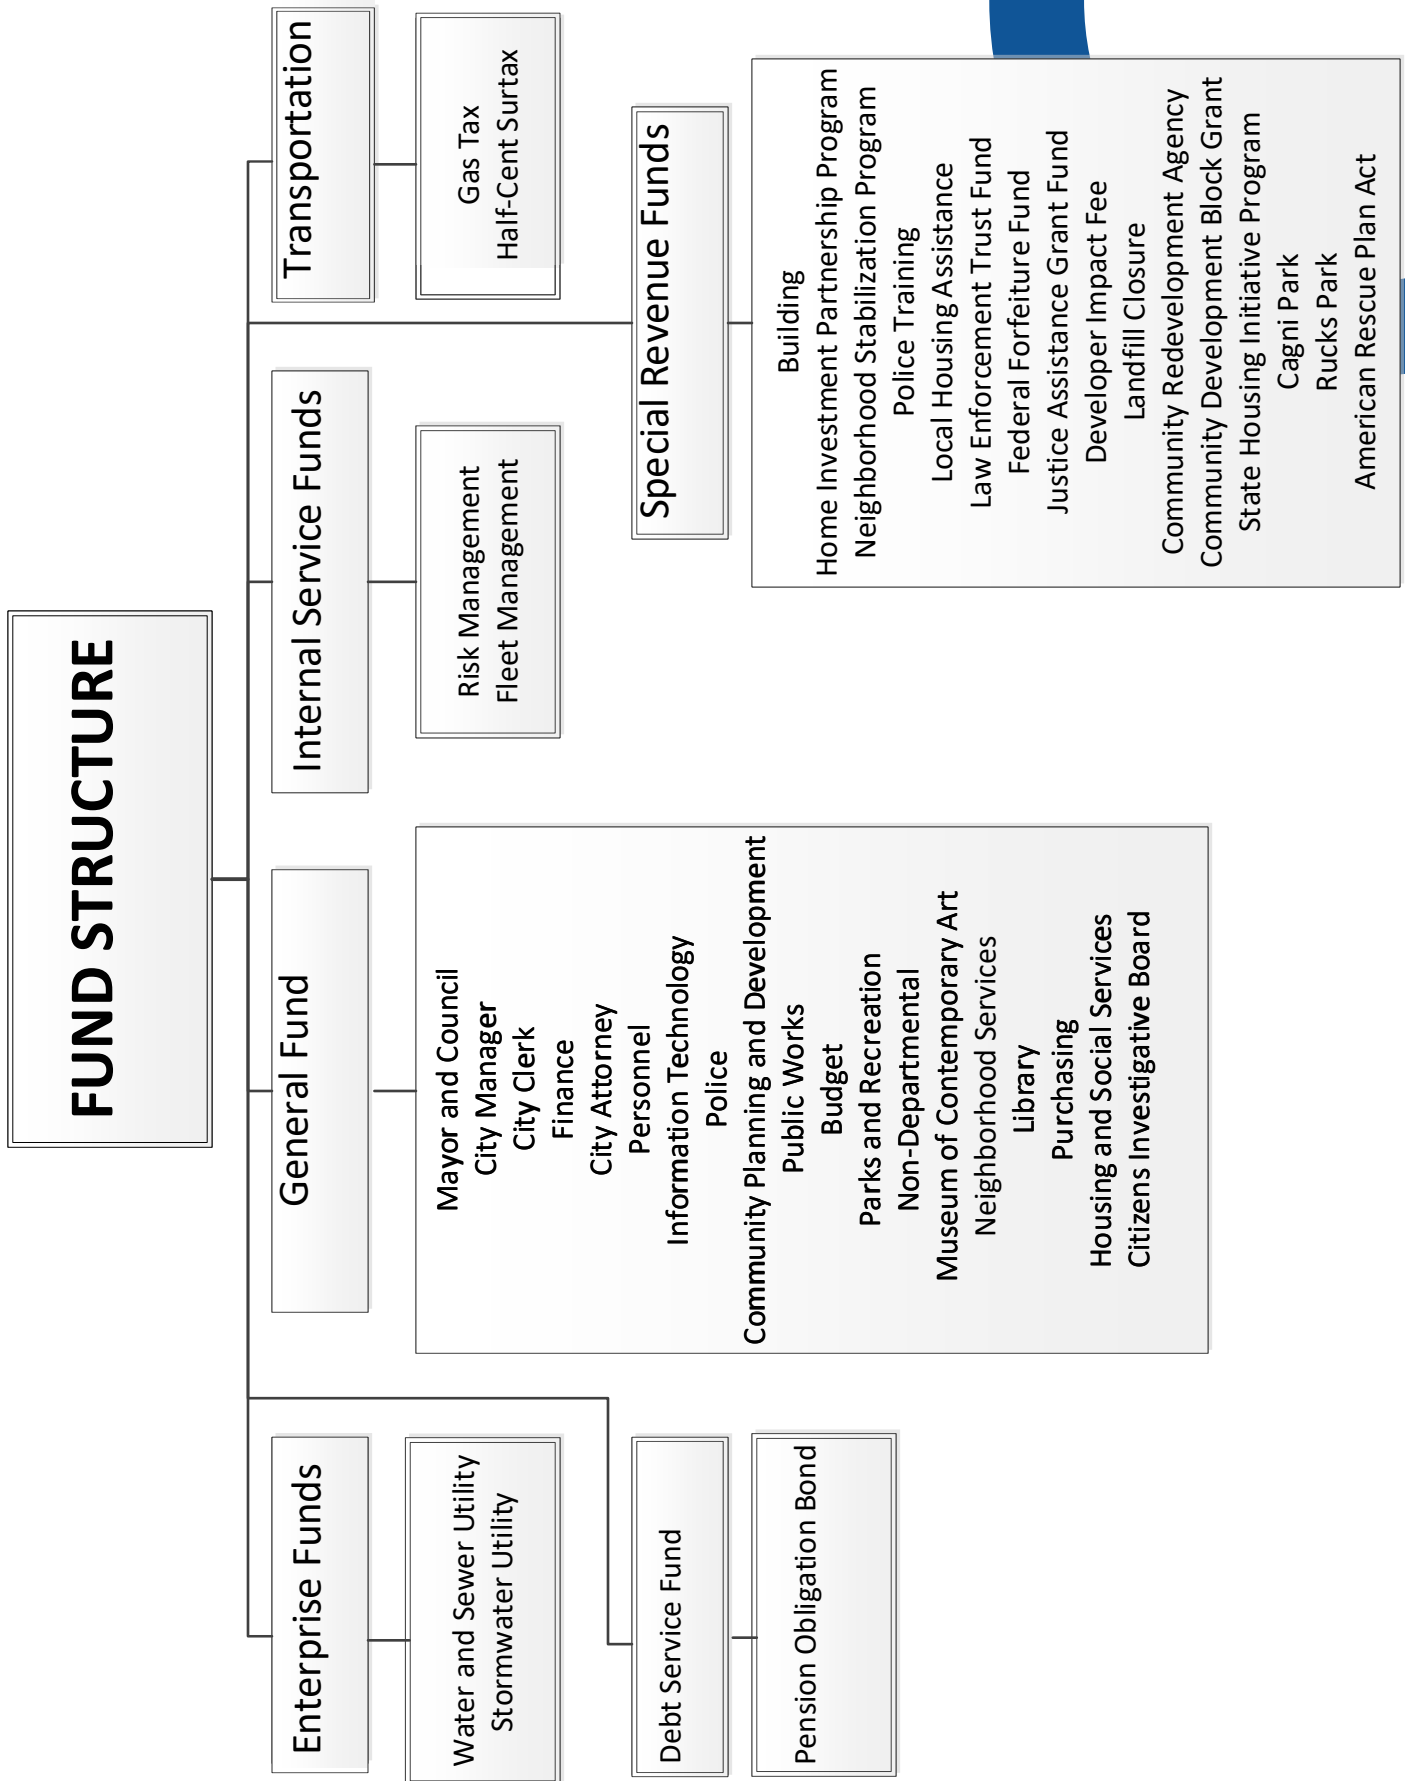 FUND STRUCTURE
Enterprise Funds
Water and Sewer Utility
Stormwater Utility
Debt Service Fund
Pension Obligation Bond
General Fund
Mayor and Council
City Manager
City Clerk
Finance
City Attorney
Personnel
Information Technology
Police
Community Planning and Development
Public Works
Budget
Parks and Recreation
Non-Departmental
Museum of Contemporary Art
Neighborhood Services
Library
Purchasing
Housing and Social Services
Citizens Investigative Board
Internal Service Funds
Risk Management
Fleet Management
Transportation
Gas Tax
Half-Cent Surtax
Special Revenue Funds
Building
Home Investment Partnership Program
Neighborhood Stabilization Program
Police Training
Local Housing Assistance
Law Enforcement Trust Fund
Federal Forfeiture Fund
Justice Assistance Grant Fund
Developer Impact Fee
Landfill Closure
Community Redevelopment Agency
Community Development Block Grant
State Housing Initiative Program
Cagni Park
Rucks Park
American Rescue Plan Act